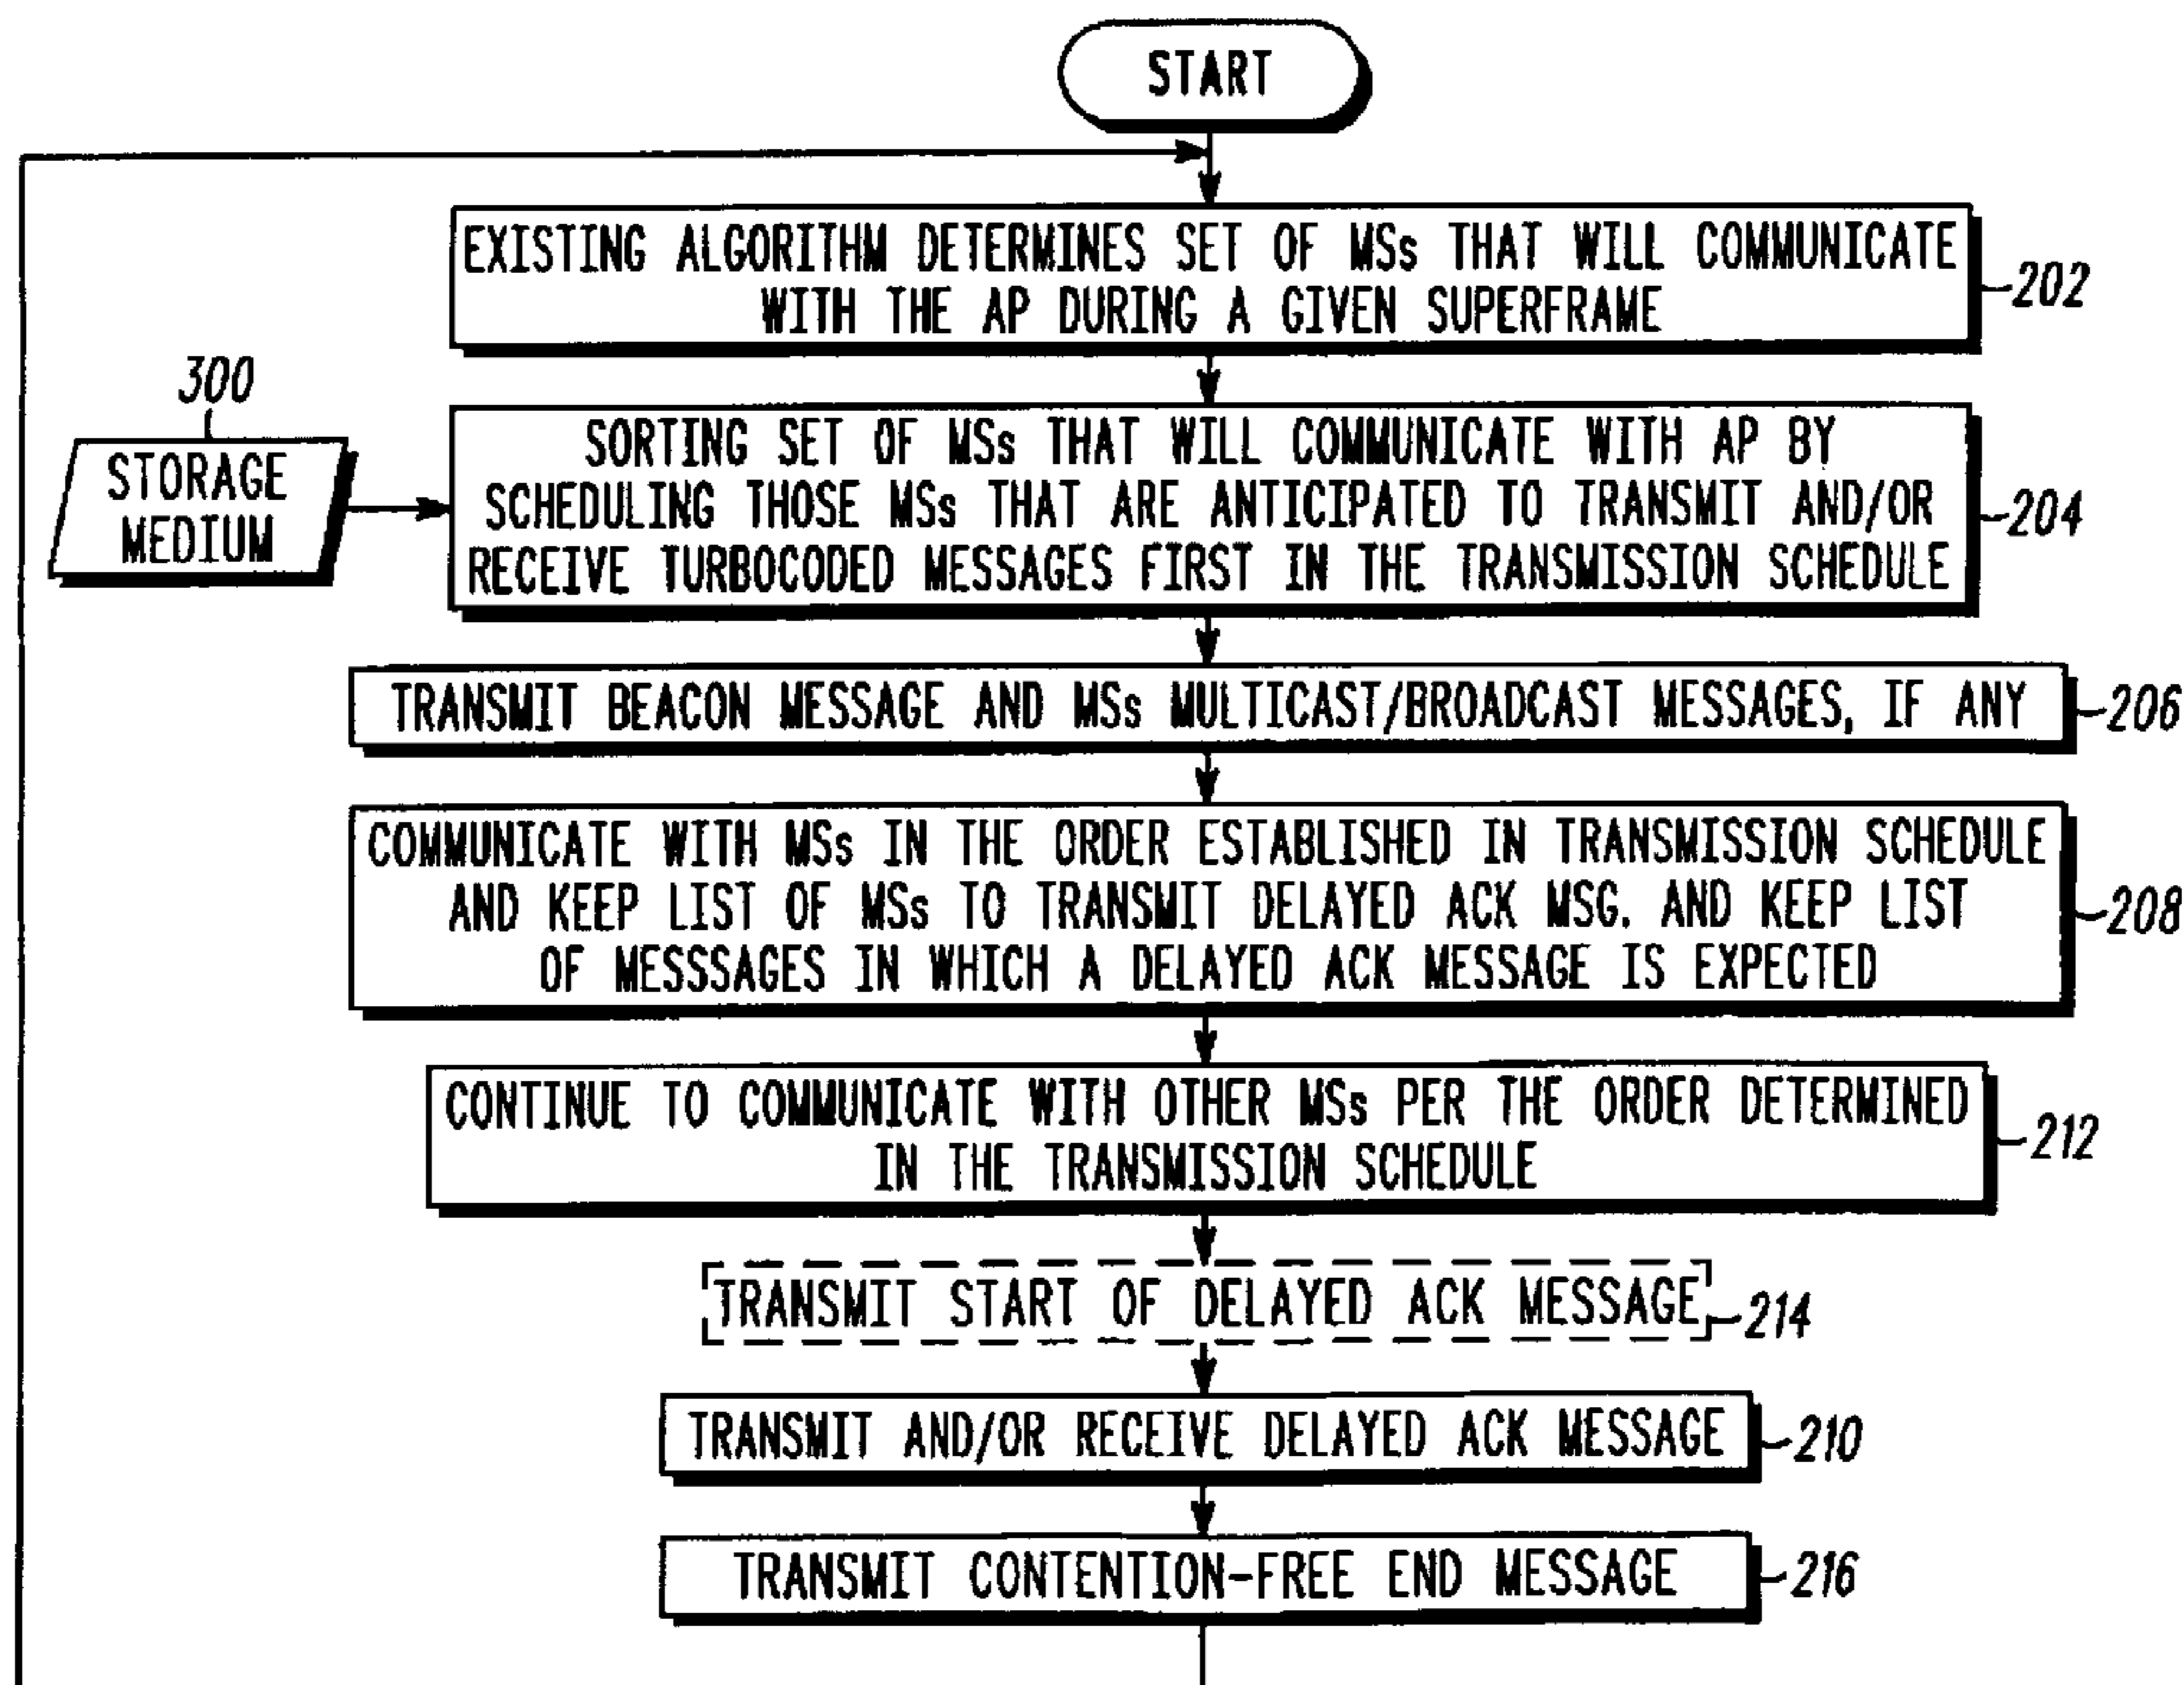 START
EXISTING ALGORITHM DETERMINES SET OF MSs THAT WILL COMMUNICATE
WITH THE AP DURING A GIVEN SUPERFRAME
202
300
STORAGE
MEDIUM
SORTING SET OF MSs THAT WILL COMMUNICATE WITH AP BY
SCHEDULING THOSE MSs THAT ARE ANTICIPATED TO TRANSMIT AND/OR
RECEIVE TURBOCODED MESSAGES FIRST IN THE TRANSMISSION SCHEDULE
204
TRANSMIT BEACON MESSAGE AND MSs MULTICAST/BROADCAST MESSAGES, IF ANY
206
COMMUNICATE WITH MSs IN THE ORDER ESTABLISHED IN TRANSMISSION SCHEDULE
AND KEEP LIST OF MSs TO TRANSMIT DELAYED ACK MSG. AND KEEP LIST
OF MESSSAGES IN WHICH A DELAYED ACK MESSAGE IS EXPECTED
208
CONTINUE TO COMMUNICATE WITH OTHER MSs PER THE ORDER DETERMINED
IN THE TRANSMISSION SCHEDULE
212
TRANSMIT START OF DELAYED ACK MESSAGE
214
TRANSMIT AND/OR RECEIVE DELAYED ACK MESSAGE
210
TRANSMIT CONTENTION-FREE END MESSAGE
216